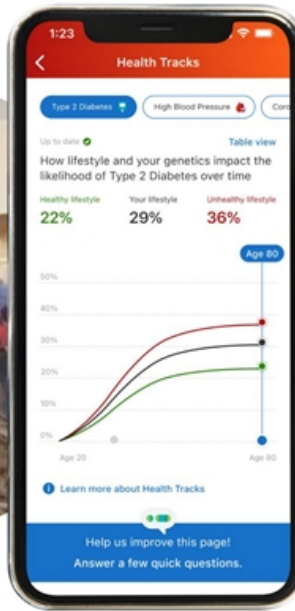 1:23
Health Tracks
Type 2 Diabetes
High Blood Pressure
Up to date
Table view
How lifestyle and your genetics impact the
likelihood of Type 2 Diabetes over time
Healthy lifestyle
Your lifestyle
Unhealthy lifestyle
22%
29%
36%
Age 80
50%
40%
30%
20%
10%
0%
Age 20
Age 80
Learn more about Health Tracks
Help us improve this page!
Answer a few quick questions.